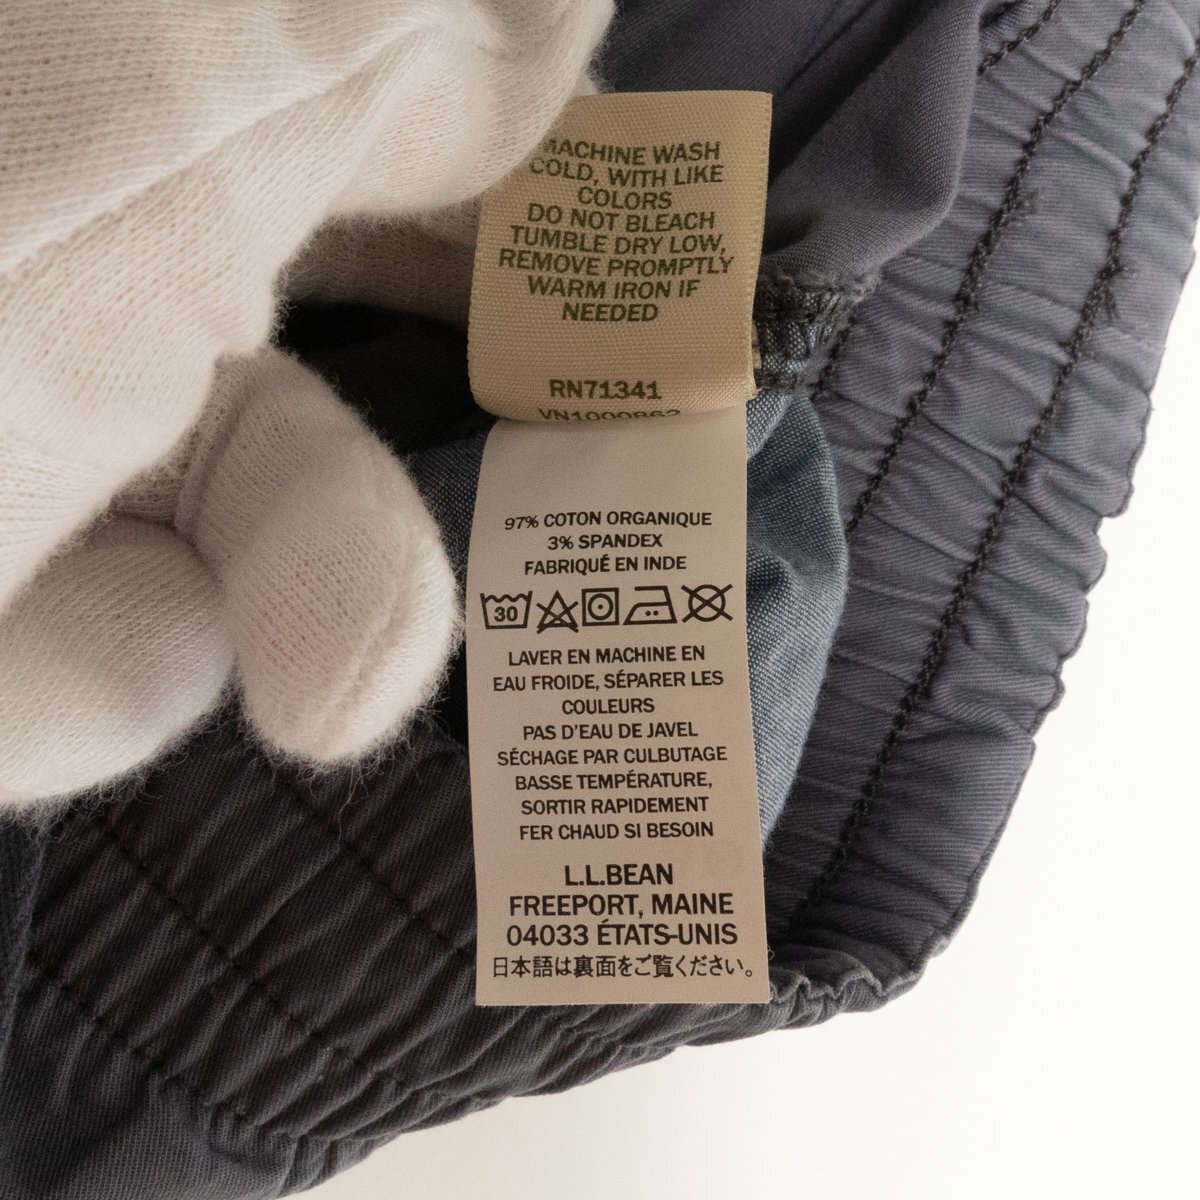 MACHINE WASH
COLD, WITH LIKE
COLORS
DO NOT BLEACH
TUMBLE DRY LOW,
REMOVE PROMPTLY
WARM IRON IF
NEEDED
RN71341
VN1000862
97% COTON ORGANIQUE
3% SPANDEX
FABRIQUÉ EN INDE
30
LAVER EN MACHINE EN
EAU FROIDE, SÉPARER LES
COULEURS
PAS D'EAU DE JAVEL
SÉCHAGE PAR CULBUTAGE
BASSE TEMPÉRATURE,
SORTIR RAPIDEMENT
FER CHAUD SI BESOIN
L.L.BEAN
FREEPORT, MAINE
04033 ÉTATS-UNIS
日本語は裏面をご覧ください。